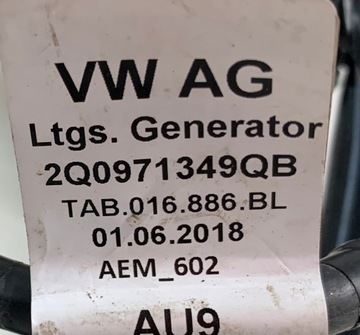 VW AG
Ltgs. Generator
2Q0971349QB
TAB.016.886.BL
01.06.2018
AEM_602
AU9